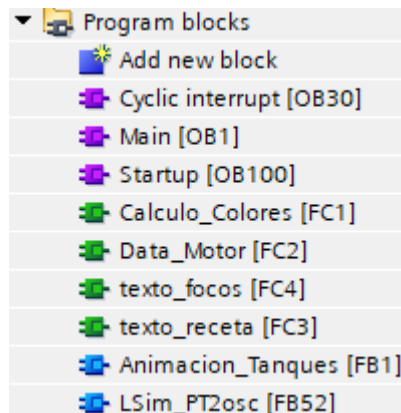 Program blocks
Add new block
Cyclic interrupt [OB30]
Main [OB1]
Startup [OB100]
Calculo_Colores [FC1]
Data_Motor [FC2]
texto_focos [FC4]
texto_receta [FC3]
Animacion_Tanques [FB1]
LSim_PT2osc [FB52]